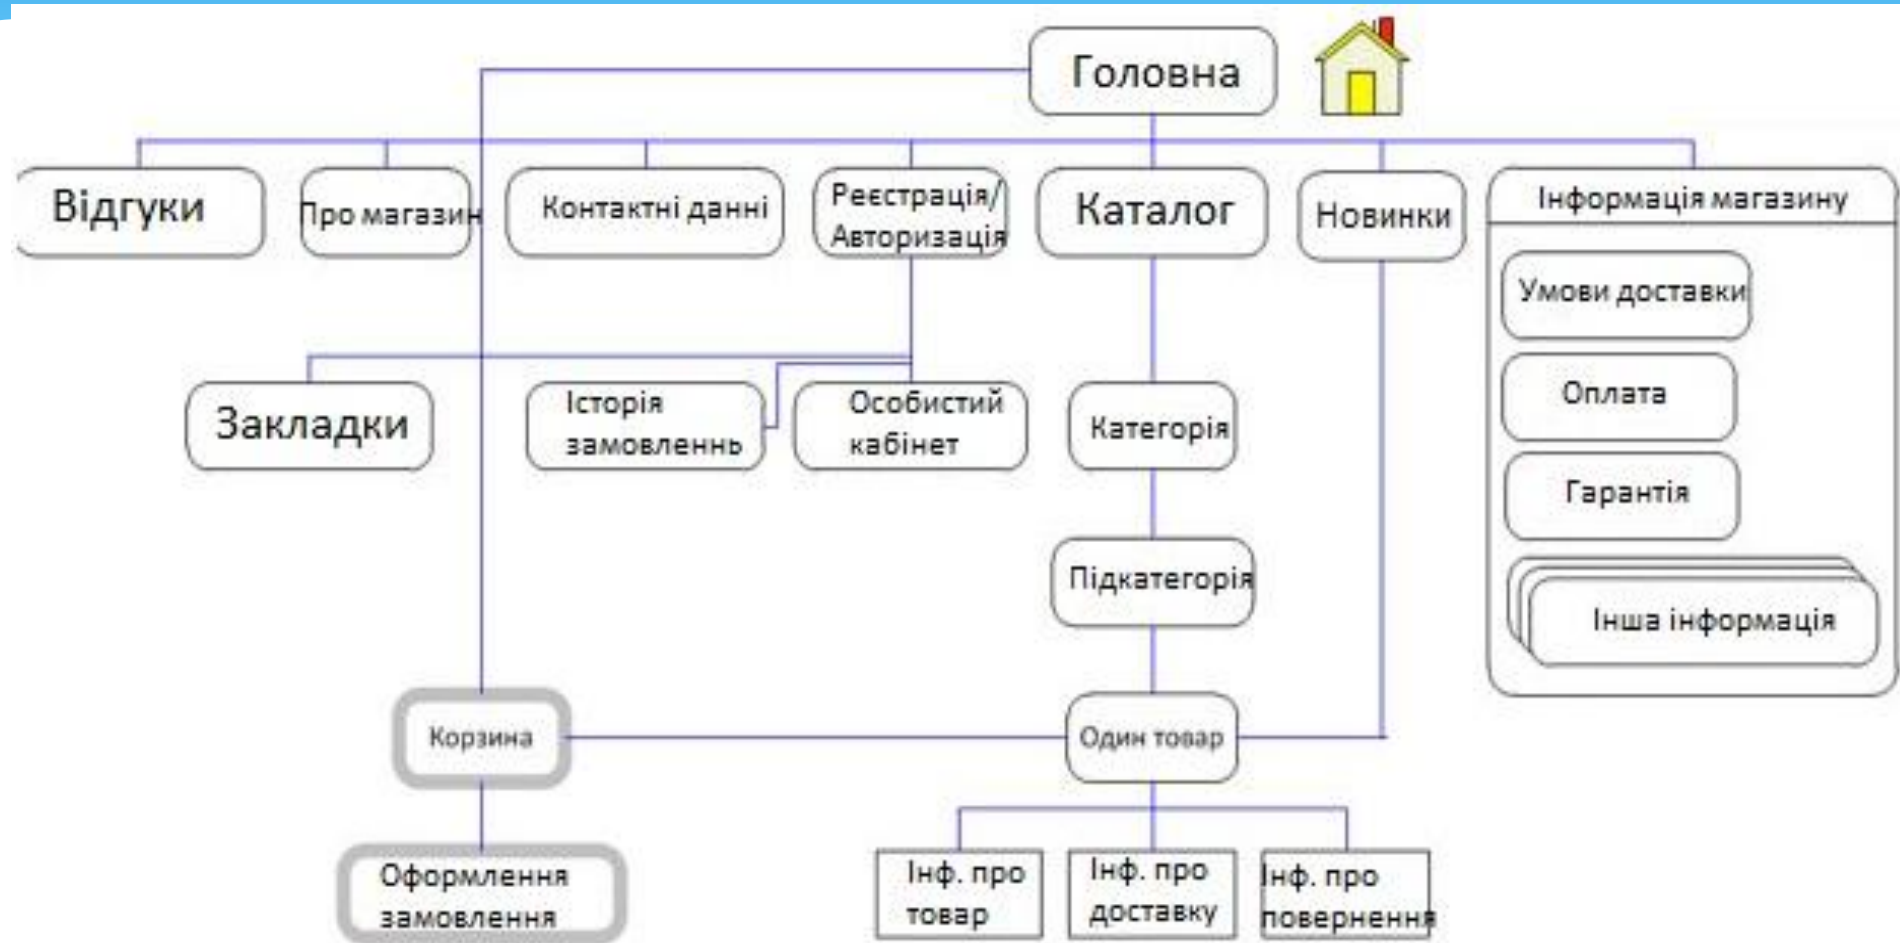 Головна
Відгуки
Про магазин
Контактні данні
Реєстрація/
Авторизація
Каталог
Новинки
Інформація магазину
Умови доставки
Оплата
Гарантія
Інша інформація
Закладки
Історія
замовленнь
Особистий
кабінет
Категорія
Підкатегорія
Корзина
Один товар
Оформлення
замовлення
Інф. про
товар
Інф. про
доставку
Інф. про
повернення